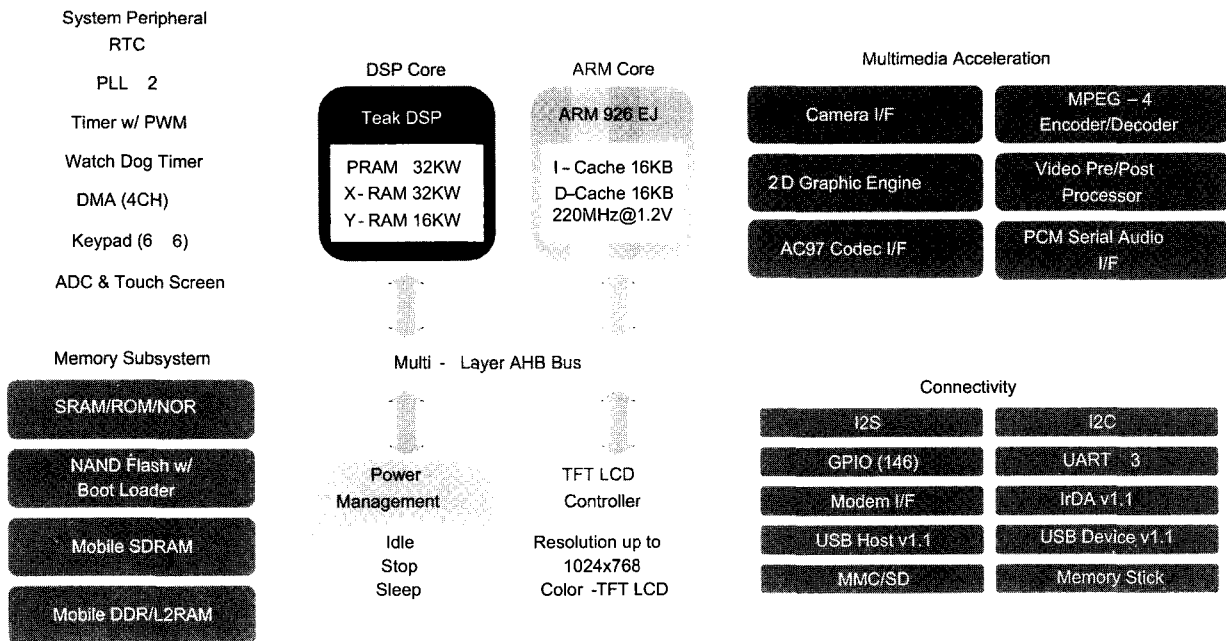 System Peripheral
RTC
PLL 2
Timer w/ PWM
Watch Dog Timer
DMA (4CH)
Keypad (6 6)
ADC & Touch Screen
DSP Core
Teak DSP
PRAM 32KW
X - RAM 32KW
Y - RAM 16KW
ARM Core
ARM 926 EJ
I - Cache 16KB
D-Cache 16KB
220MHz@1.2V
Multimedia Acceleration
Camera I/F
MPEG - 4
Encoder/Decoder
2D Graphic Engine
Video Pre/Post
Processor
AC97 Codec I/F
PCM Serial Audio
I/F
Multi - Layer AHB Bus
Memory Subsystem
SRAM/ROM/NOR
NAND Flash w/
Boot Loader
Mobile SDRAM
Mobile DDR/L2RAM
Power
Management
Idle
Stop
Sleep
TFT LCD
Controller
Resolution up to
1024x768
Color -TFT LCD
Connectivity
I2S
I2C
GPIO (146)
UART 3
Modem I/F
IrDA v1.1
USB Host v1.1
USB Device v1.1
MMC/SD
Memory Stick